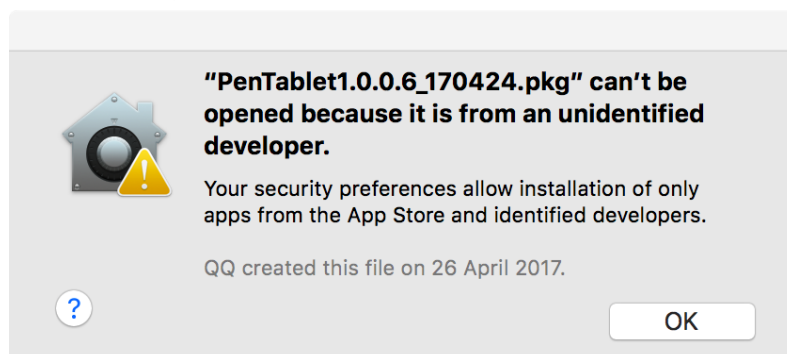 “PenTablet1.0.0.6_170424.pkg” can’t be
opened because it is from an unidentified
developer.
Your security preferences allow installation of only
apps from the App Store and identified developers.
QQ created this file on 26 April 2017.
?
OK